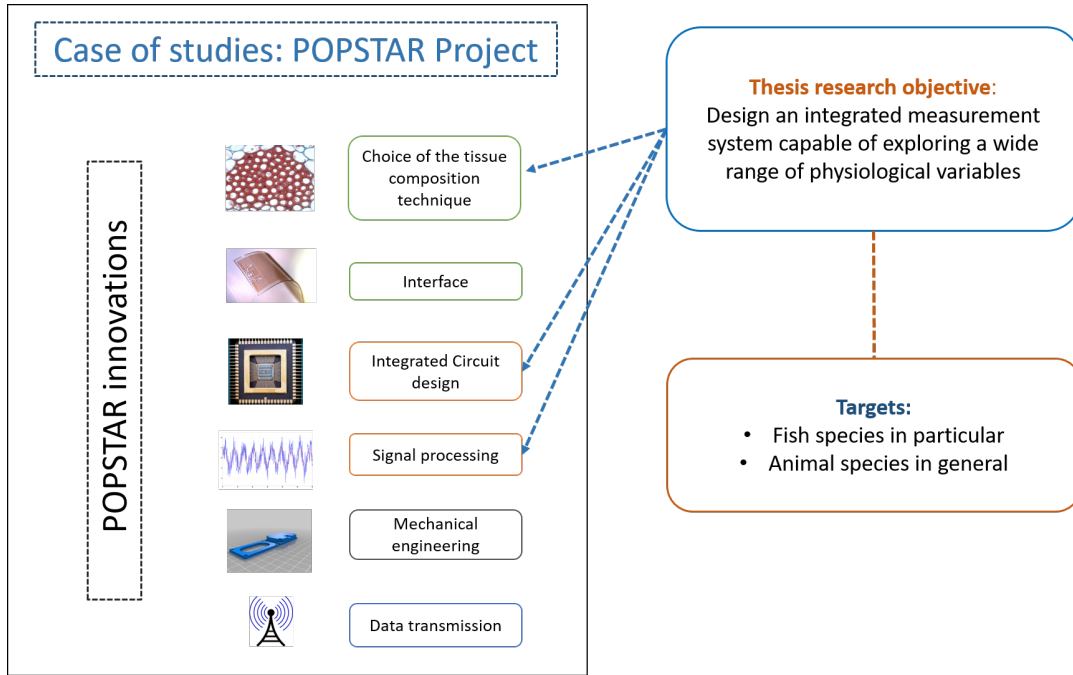 Case of studies: POPSTAR Project
POPSTAR innovations
Choice of the tissue
composition
technique
Interface
Integrated Circuit
design
Signal processing
Mechanical
engineering
Data transmission
Thesis research objective:
Design an integrated measurement
system capable of exploring a wide
range of physiological variables
Targets:
• Fish species in particular
• Animal species in general